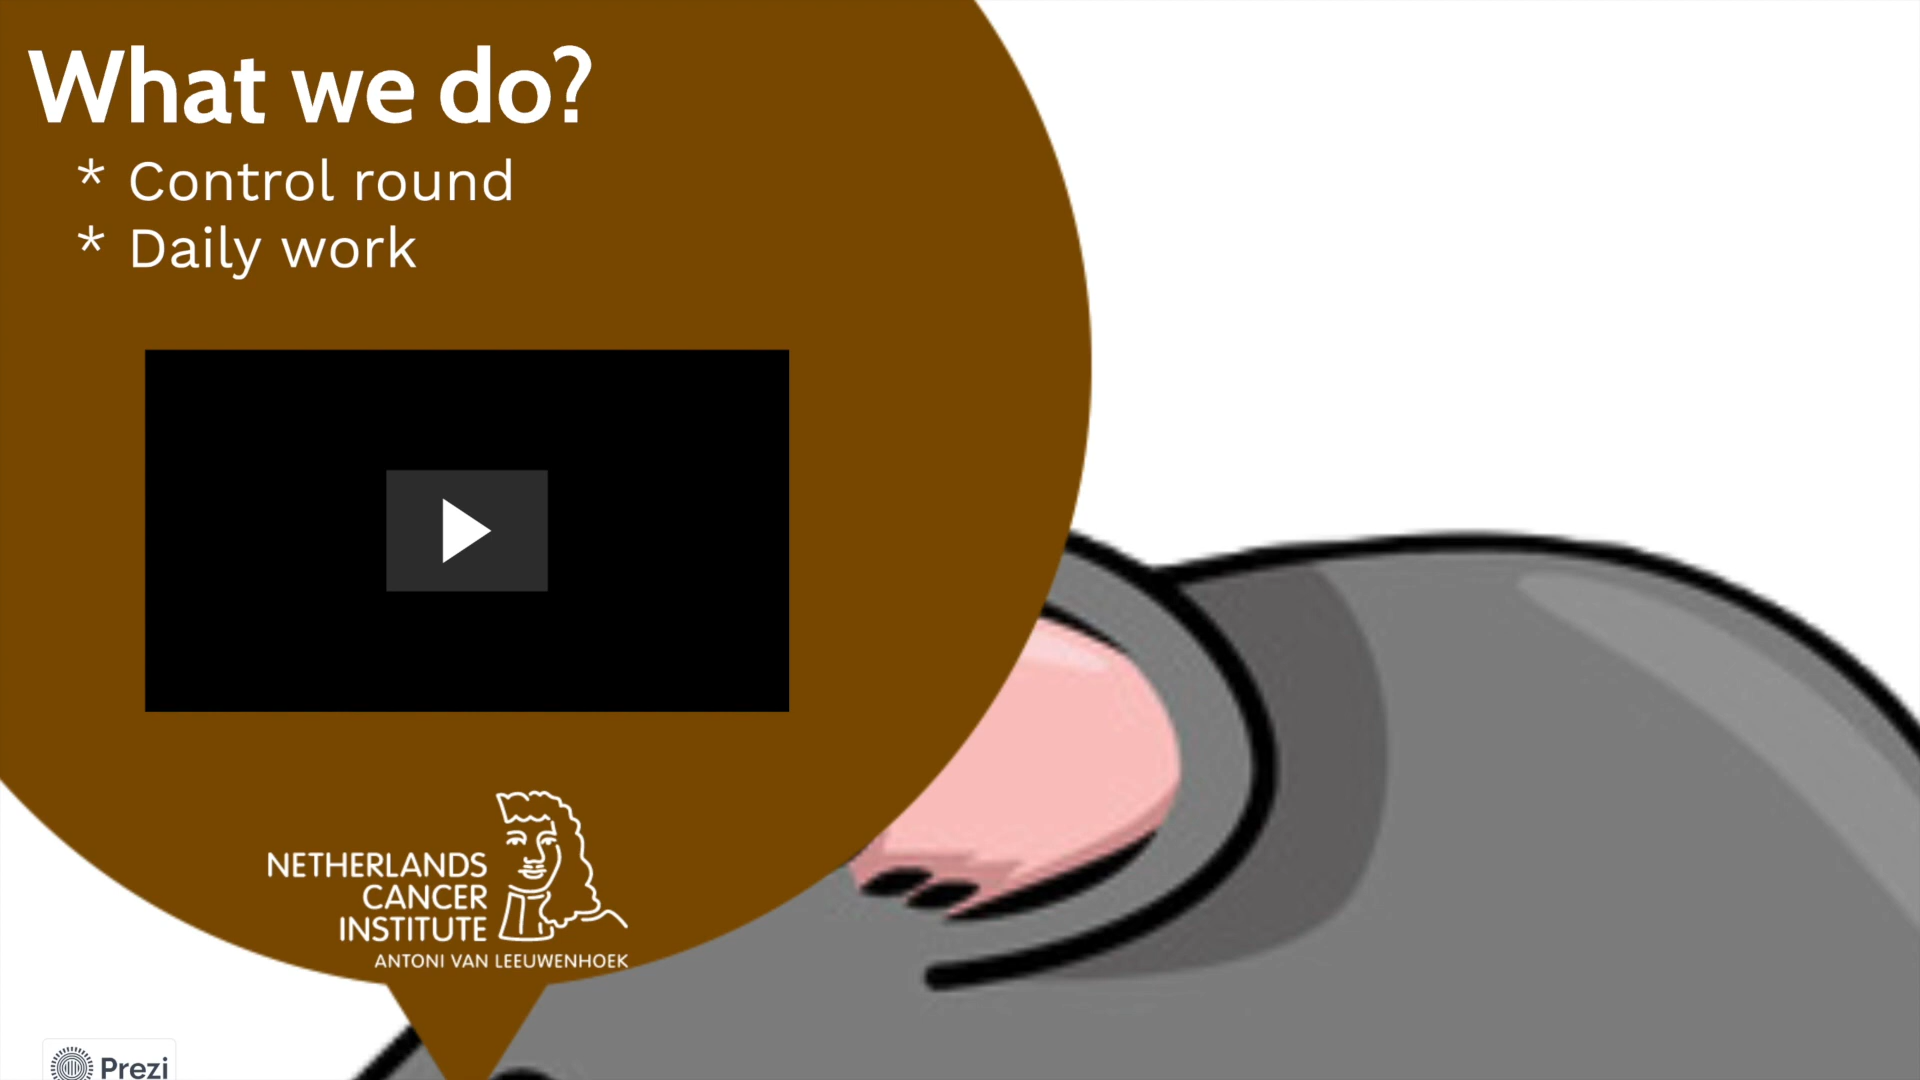 What we do?
* Control round
* Daily work
NETHERLANDS
CANCER
INSTITUTE
ANTONI VAN LEEUWENHOEK
Prezi